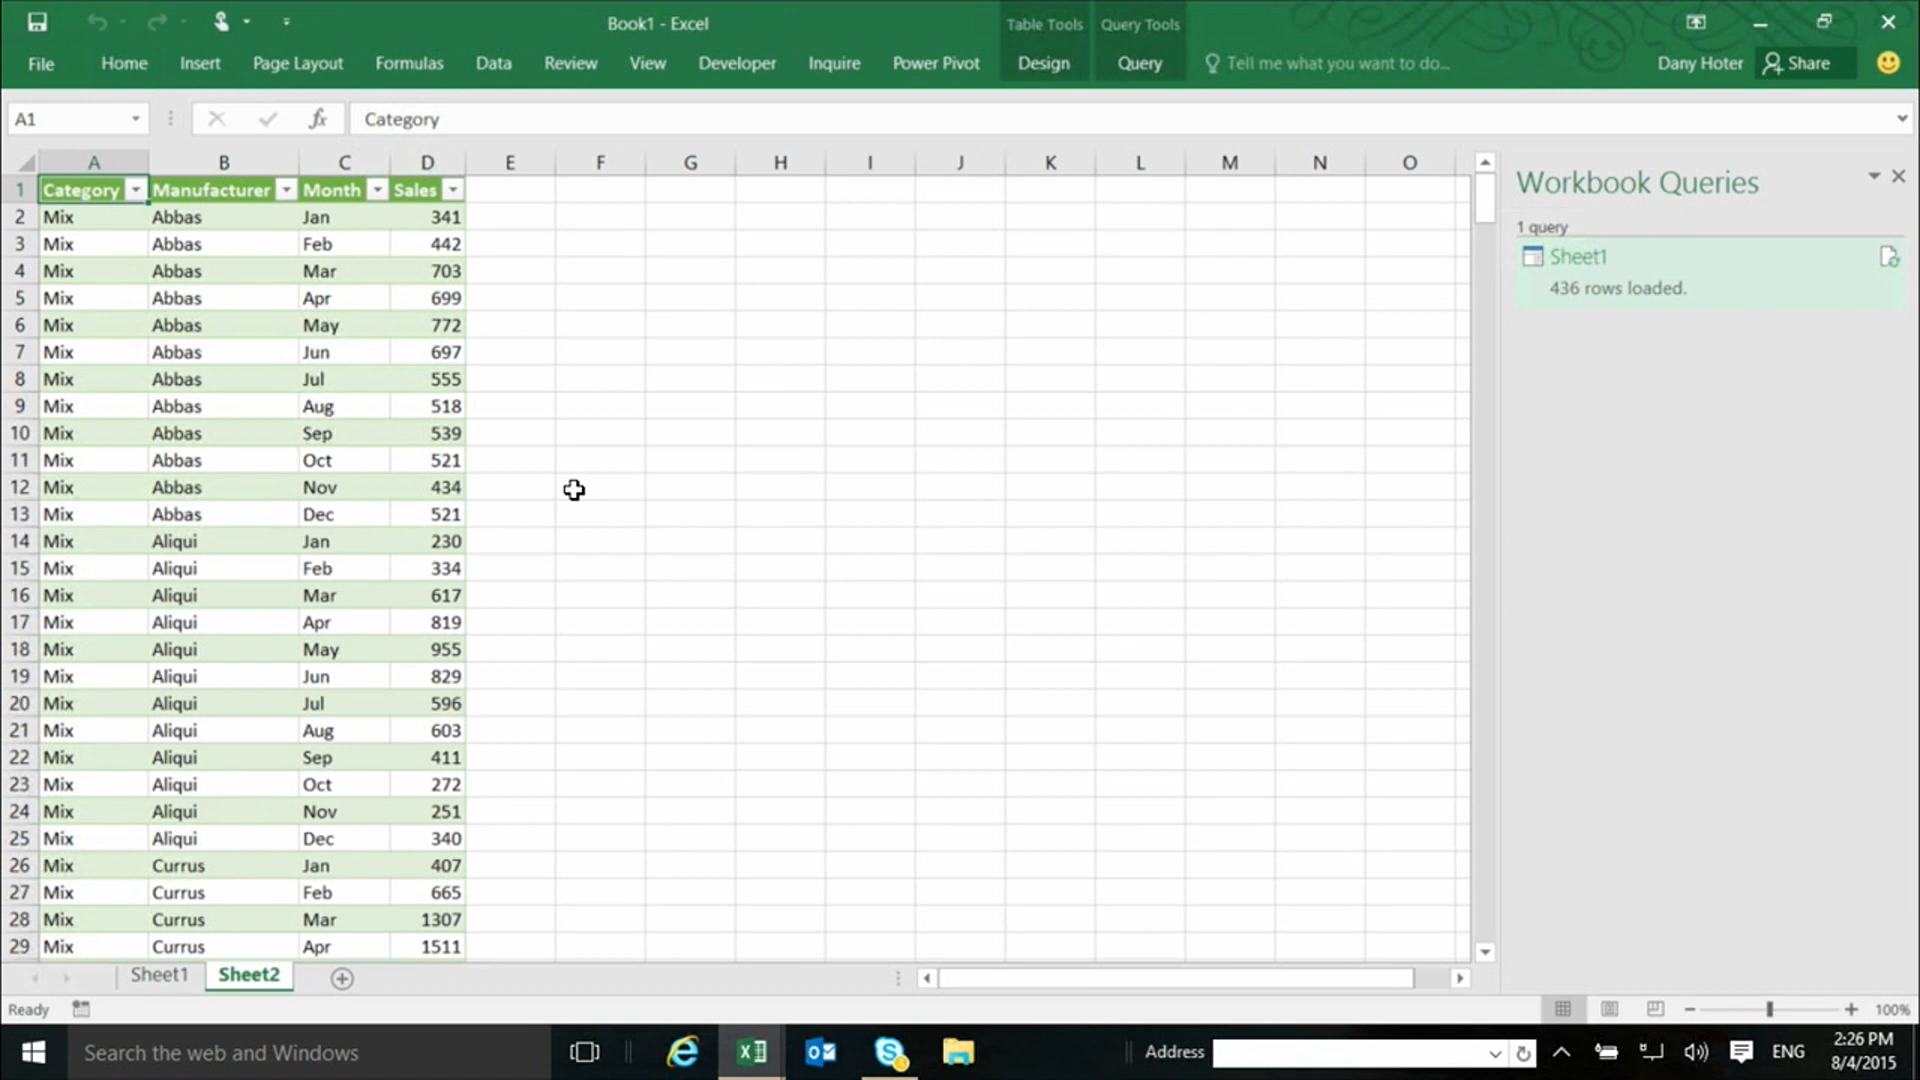 Book1 - Excel
Table Tools
Query Tools
File Home Insert Page Layout Formulas Data Review View Developer Inquire Power Pivot Design Query Tell me what you want to do... Dany Hoter Share
A1 fx Category
A B C D E F G H I J K L M N O
1 Category Manufacturer Month Sales
2 Mix Abbas Jan 341
3 Mix Abbas Feb 442
4 Mix Abbas Mar 703
5 Mix Abbas Apr 699
6 Mix Abbas May 772
7 Mix Abbas Jun 697
8 Mix Abbas Jul 555
9 Mix Abbas Aug 518
10 Mix Abbas Sep 539
11 Mix Abbas Oct 521
12 Mix Abbas Nov 434
13 Mix Abbas Dec 521
14 Mix Aliqui Jan 230
15 Mix Aliqui Feb 334
16 Mix Aliqui Mar 617
17 Mix Aliqui Apr 819
18 Mix Aliqui May 955
19 Mix Aliqui Jun 829
20 Mix Aliqui Jul 596
21 Mix Aliqui Aug 603
22 Mix Aliqui Sep 411
23 Mix Aliqui Oct 272
24 Mix Aliqui Nov 251
25 Mix Aliqui Dec 340
26 Mix Currus Jan 407
27 Mix Currus Feb 665
28 Mix Currus Mar 1307
29 Mix Currus Apr 1511
Workbook Queries
1 query
Sheet1
436 rows loaded.
Sheet1 Sheet2
Ready 100%
Search the web and Windows
Address
ENG
2:26 PM
8/4/2015